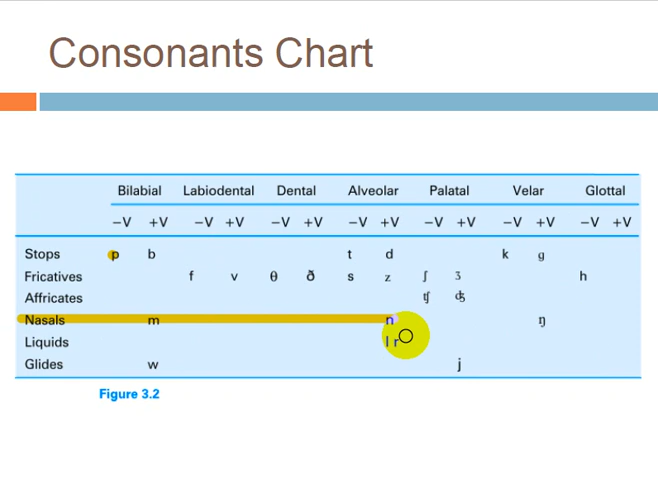 Consonants Chart
Bilabial Labiodental Dental Alveolar Palatal Velar Glottal
−V +V −V +V −V +V −V +V −V +V −V +V −V +V
Stops p b t d k ɡ
Fricatives f v θ ð s z ʃ ʒ h
Affricates ʧ ʤ
Nasals m n ŋ
Liquids l r
Glides w j
Figure 3.2